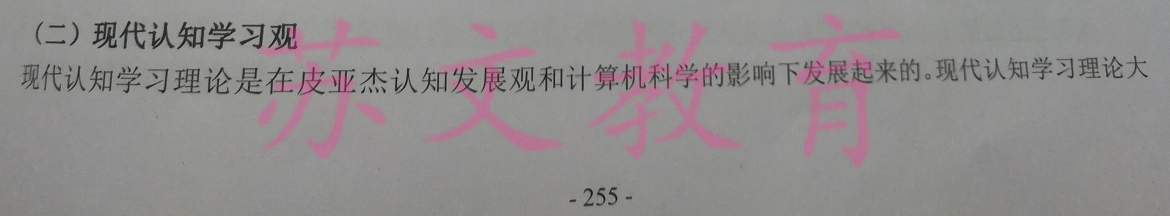 （二）现代认知学习观
现代认知学习理论是在皮亚杰认知发展观和计算机科学的影响下发展起来的。现代认知学习理论大
苏文教育
- 255 -